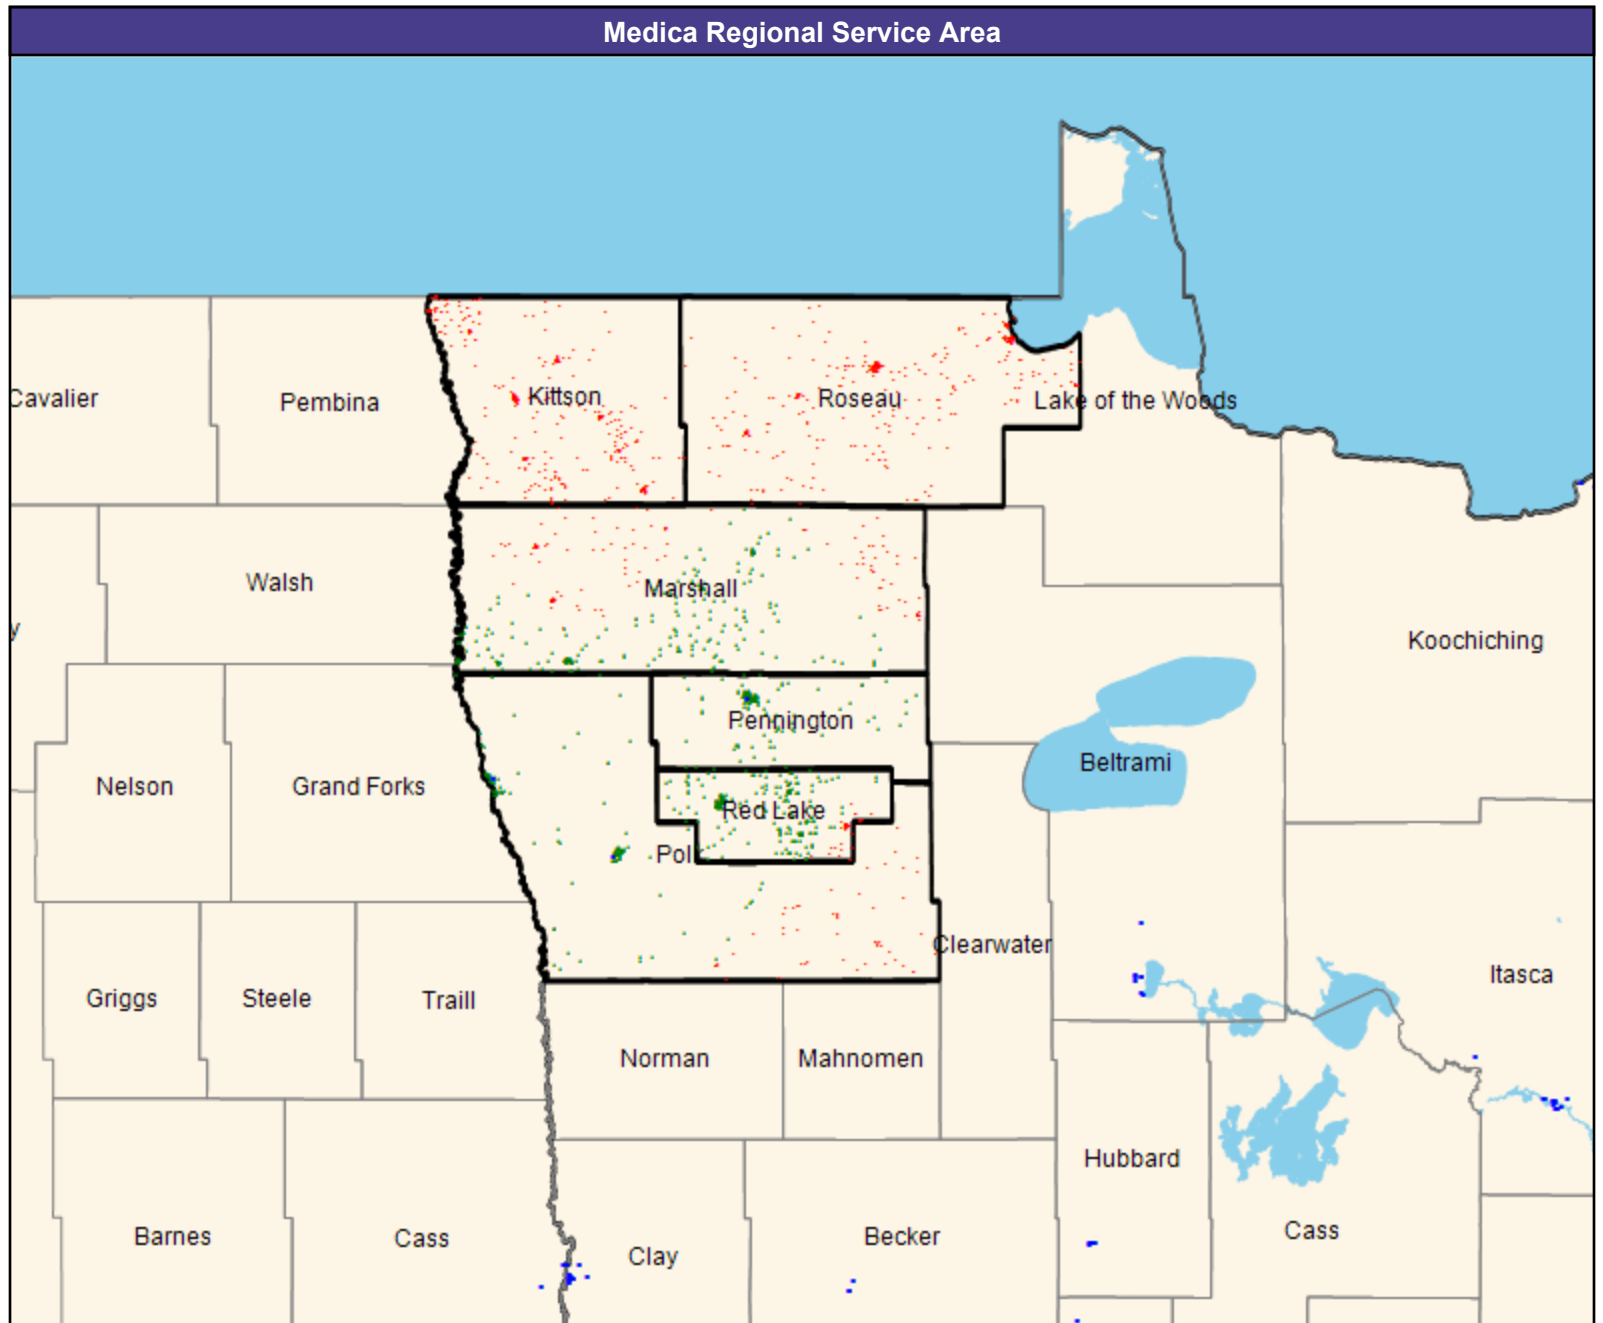 Medica Regional Service Area
Cavalier
Pembina
Kittson
Roseau
Lake of the Woods
Walsh
Marshall
y
Koochiching
Pennington
Nelson
Grand Forks
Beltrami
Red Lake
Pol
Clearwater
Griggs
Steele
Traill
Itasca
Norman
Mahnomen
Hubbard
Barnes
Cass
Clay
Becker
Cass